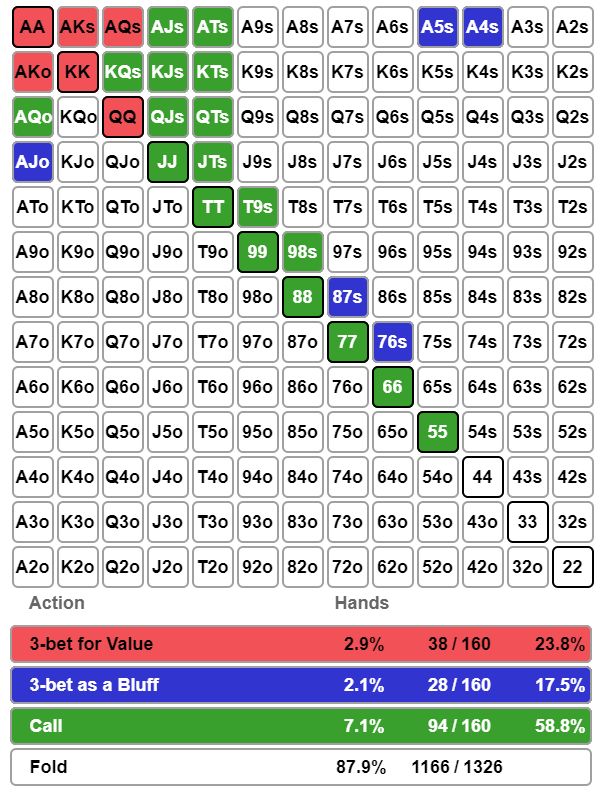 AA AKs AQs AJs ATs A9s A8s A7s A6s A5s A4s A3s A2s
AKo KK KQs KJs KTs K9s K8s K7s K6s K5s K4s K3s K2s
AQo KQo QQ QJs QTs Q9s Q8s Q7s Q6s Q5s Q4s Q3s Q2s
AJo KJo QJo JJ JTs J9s J8s J7s J6s J5s J4s J3s J2s
ATo KTo QTo JTo TT T9s T8s T7s T6s T5s T4s T3s T2s
A9o K9o Q9o J9o T9o 99 98s 97s 96s 95s 94s 93s 92s
A8o K8o Q8o J8o T8o 98o 88 87s 86s 85s 84s 83s 82s
A7o K7o Q7o J7o T7o 97o 87o 77 76s 75s 74s 73s 72s
A6o K6o Q6o J6o T6o 96o 86o 76o 66 65s 64s 63s 62s
A5o K5o Q5o J5o T5o 95o 85o 75o 65o 55 54s 53s 52s
A4o K4o Q4o J4o T4o 94o 84o 74o 64o 54o 44 43s 42s
A3o K3o Q3o J3o T3o 93o 83o 73o 63o 53o 43o 33 32s
A2o K2o Q2o J2o T2o 92o 82o 72o 62o 52o 42o 32o 22
Action Hands
3-bet for Value 2.9% 38 / 160 23.8%
3-bet as a Bluff 2.1% 28 / 160 17.5%
Call 7.1% 94 / 160 58.8%
Fold 87.9% 1166 / 1326